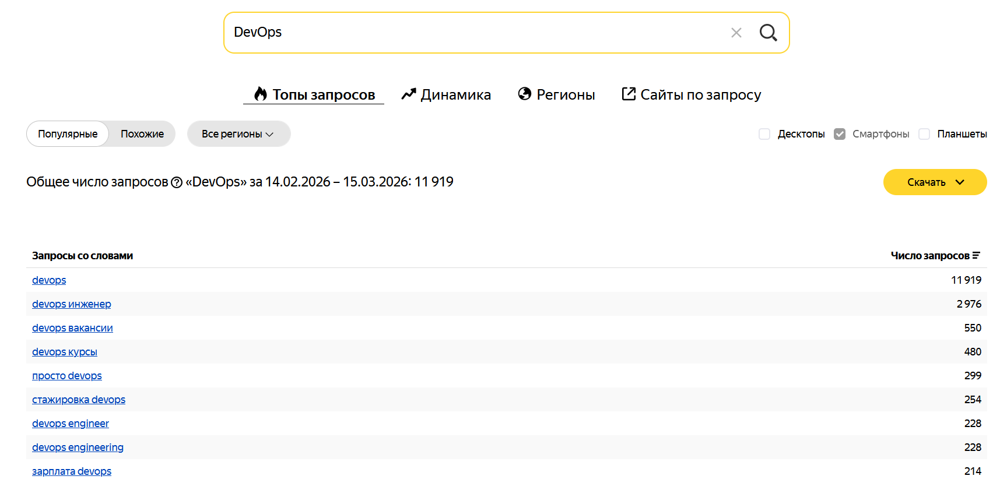 DevOps
Топы запросов Динамика Регионы Сайты по запросу
Популярные Похожие Все регионы Десктопы Смартфоны Планшеты
Общее число запросов ? «DevOps» за 14.02.2026 – 15.03.2026: 11 919
Скачать
Запросы со словами Число запросов
devops 11 919
devops инженер 2 976
devops вакансии 550
devops курсы 480
просто devops 299
стажировка devops 254
devops engineer 228
devops engineering 228
зарплата devops 214